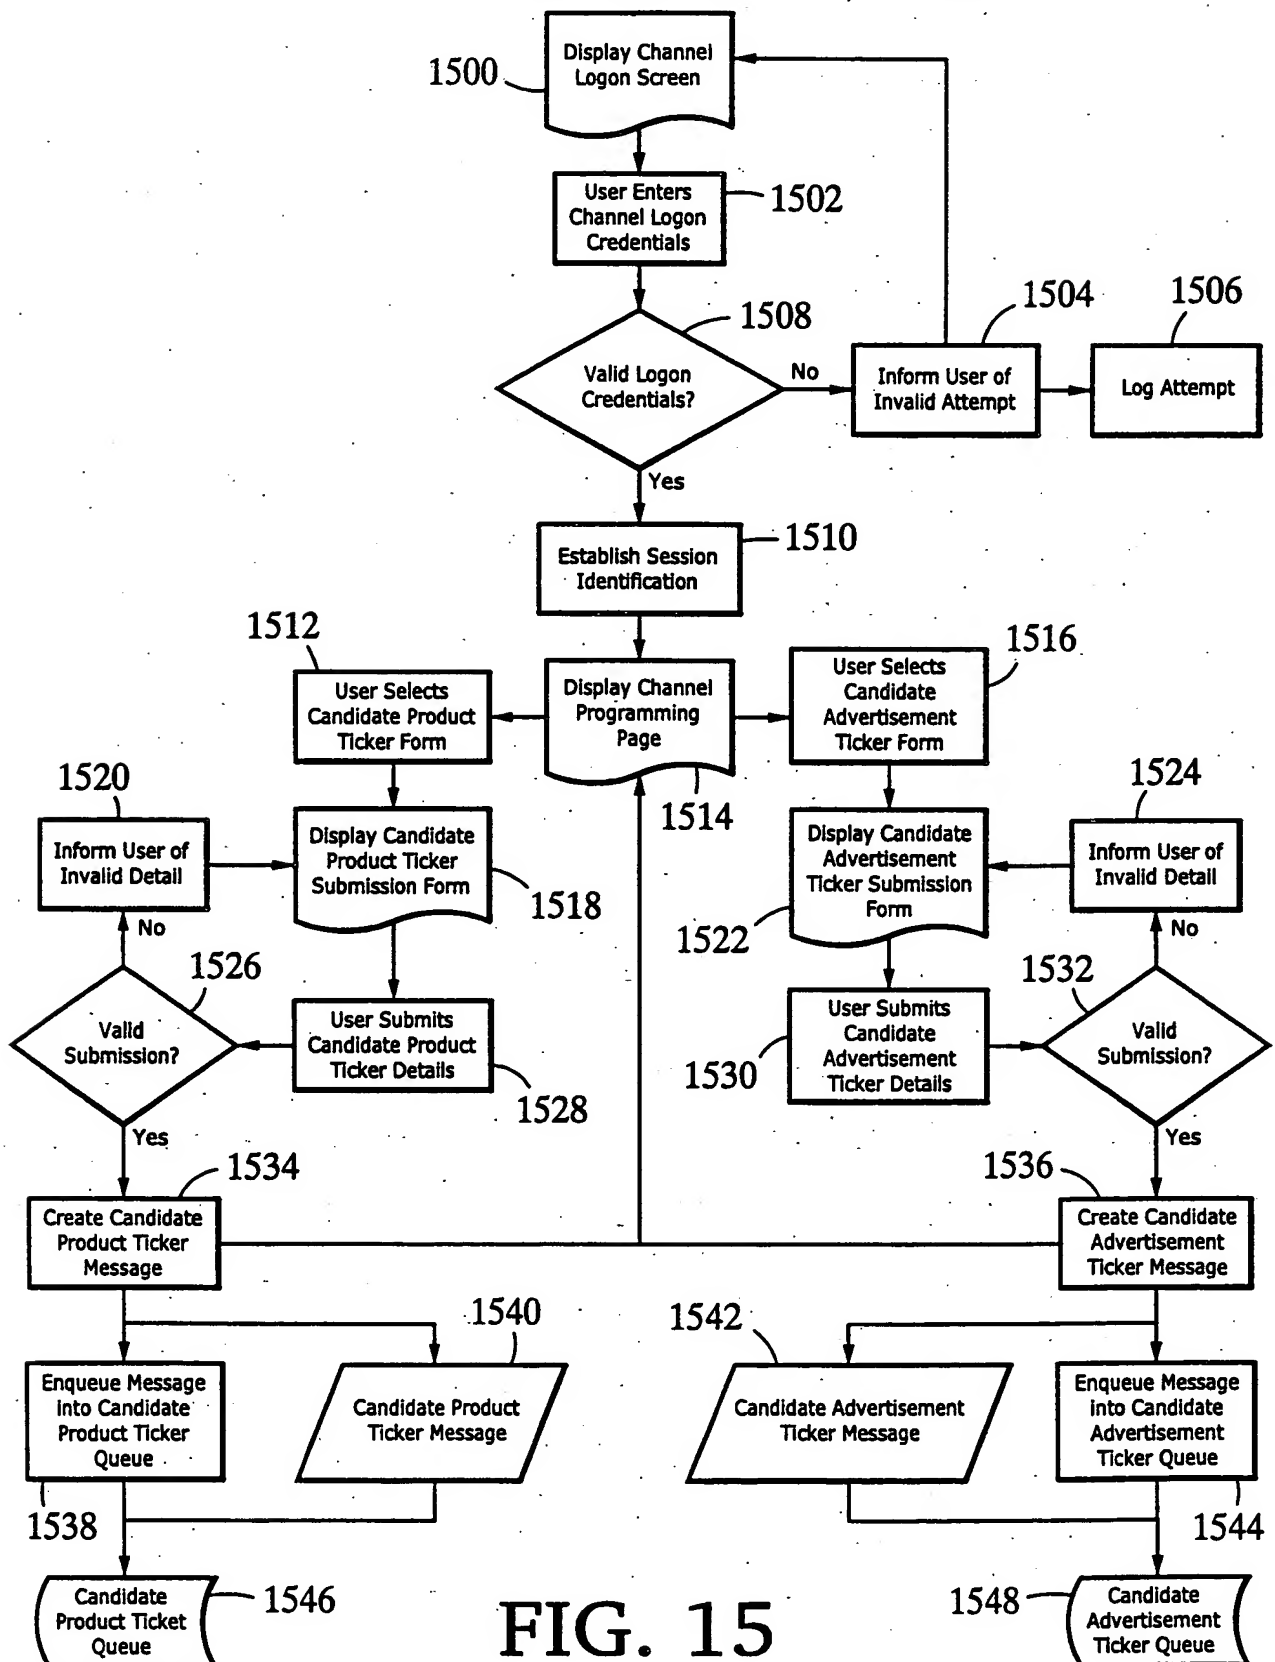 Display Channel
Logon Screen
1500
User Enters
Channel Logon
Credentials
1502
1508
1504
1506
Valid Logon
Credentials?
No
Inform User of
Invalid Attempt
Log Attempt
Yes
Establish Session
Identification
1510
1512
1516
User Selects
Candidate Product
Ticker Form
Display Channel
Programming
Page
User Selects
Candidate
Advertisement
Ticker Form
1514
1520
1524
Inform User of
Invalid Detail
Display Candidate
Product Ticker
Submission Form
1518
Display Candidate
Advertisement
Ticker Submission
Form
1522
Inform User of
Invalid Detail
No
No
1526
1532
Valid
Submission?
User Submits
Candidate Product
Ticker Details
1528
User Submits
Candidate
Advertisement
Ticker Details
1530
Valid
Submission?
Yes
Yes
1534
1536
Create Candidate
Product Ticker
Message
Create Candidate
Advertisement
Ticker Message
1540
1542
Enqueue Message
into Candidate
Product Ticker
Queue
Candidate Product
Ticker Message
Candidate Advertisement
Ticker Message
Enqueue Message
into Candidate
Advertisement
Ticker Queue
1538
1544
Candidate
Product Ticket
Queue
1546
FIG. 15
1548
Candidate
Advertisement
Ticker Queue